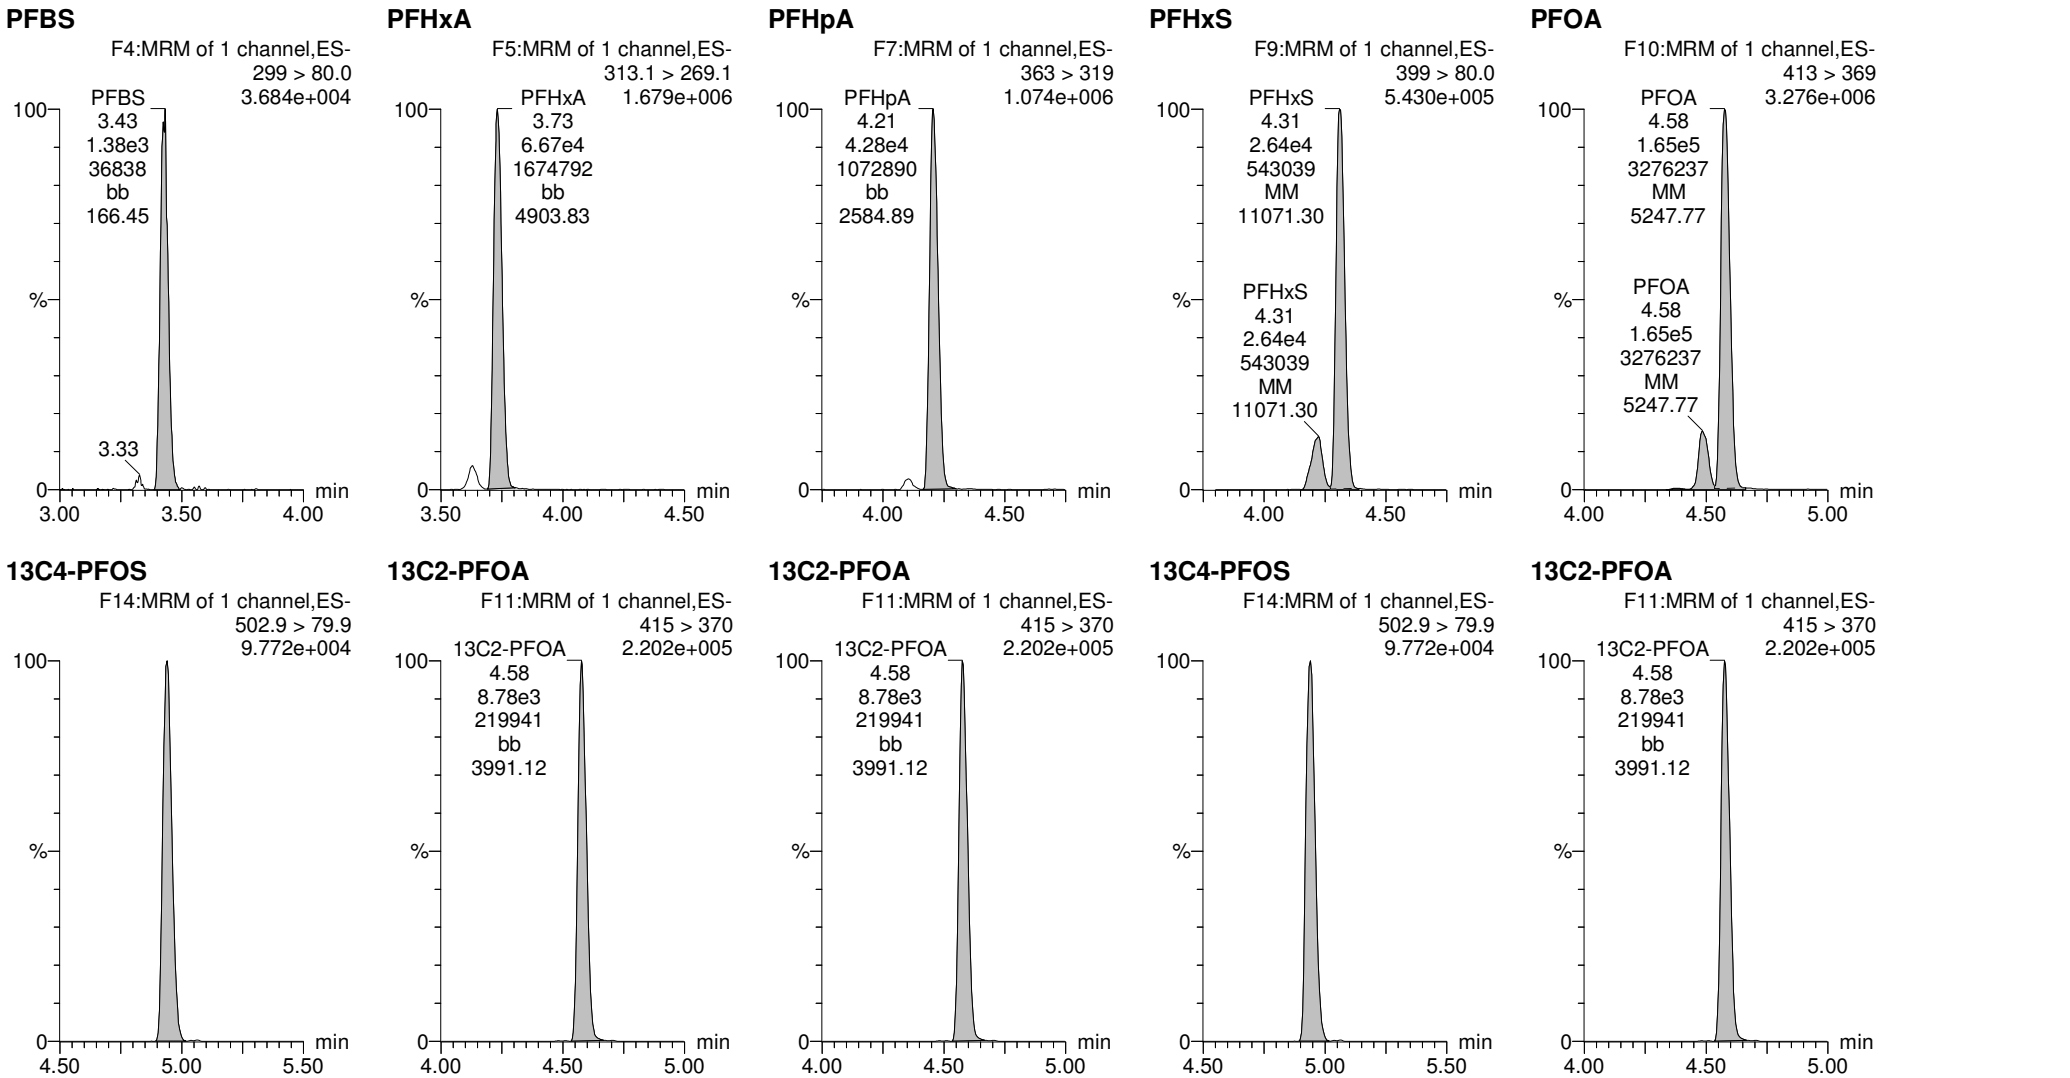 PFBS
F4:MRM of 1 channel,ES-
299 > 80.0
3.684e+004
PFBS
3.43
1.38e3
36838
bb
166.45
3.33
100
%
0
3.00 3.50 4.00
min
PFHxA
F5:MRM of 1 channel,ES-
313.1 > 269.1
1.679e+006
PFHxA
3.73
6.67e4
1674792
bb
4903.83
100
%
0
3.50 4.00 4.50
min
PFHpA
F7:MRM of 1 channel,ES-
363 > 319
1.074e+006
PFHpA
4.21
4.28e4
1072890
bb
2584.89
100
%
0
4.00 4.50
min
PFHxS
F9:MRM of 1 channel,ES-
399 > 80.0
5.430e+005
PFHxS
4.31
2.64e4
543039
MM
11071.30
PFHxS
4.31
2.64e4
543039
MM
11071.30
100
%
0
4.00 4.50
min
PFOA
F10:MRM of 1 channel,ES-
413 > 369
3.276e+006
PFOA
4.58
1.65e5
3276237
MM
5247.77
PFOA
4.58
1.65e5
3276237
MM
5247.77
100
%
0
4.00 4.50 5.00
min
13C4-PFOS
F14:MRM of 1 channel,ES-
502.9 > 79.9
9.772e+004
100
%
0
4.50 5.00 5.50
min
13C2-PFOA
F11:MRM of 1 channel,ES-
415 > 370
2.202e+005
13C2-PFOA
4.58
8.78e3
219941
bb
3991.12
100
%
0
4.00 4.50 5.00
min
13C2-PFOA
F11:MRM of 1 channel,ES-
415 > 370
2.202e+005
13C2-PFOA
4.58
8.78e3
219941
bb
3991.12
100
%
0
4.00 4.50 5.00
min
13C4-PFOS
F14:MRM of 1 channel,ES-
502.9 > 79.9
9.772e+004
100
%
0
4.50 5.00 5.50
min
13C2-PFOA
F11:MRM of 1 channel,ES-
415 > 370
2.202e+005
13C2-PFOA
4.58
8.78e3
219941
bb
3991.12
100
%
0
4.00 4.50 5.00
min